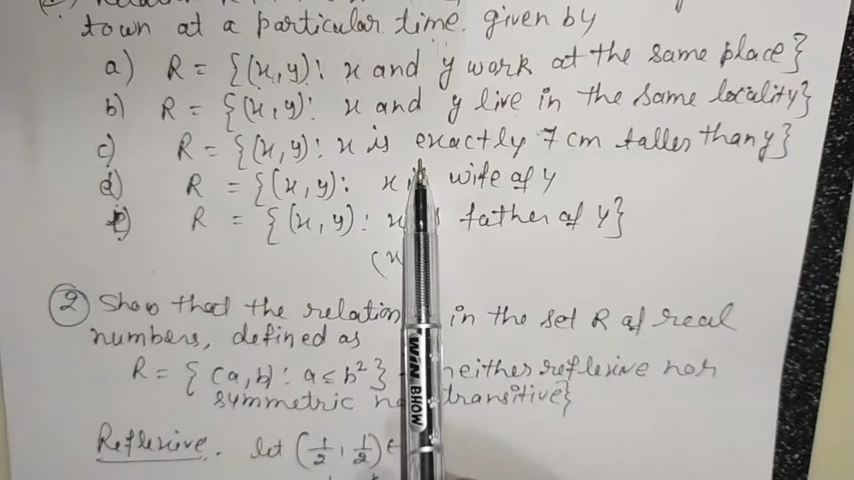 town at a particular time. given by
a) R = {(x,y): x and y work at the same place}
b) R = {(x,y): x and y live in the same locality}
c) R = {(x,y): x is exactly 7 cm taller than y}
d) R = {(x,y): x wife of y
e) R = {(x,y): x father of y}
(x
② Show that the relation in the set R of real
numbers, defined as
R = {(a,b): a ≤ b²} neither reflexive nor
symmetric transitive}
Reflexive. let (1/2, 1/2) ∈
WIN BHOW